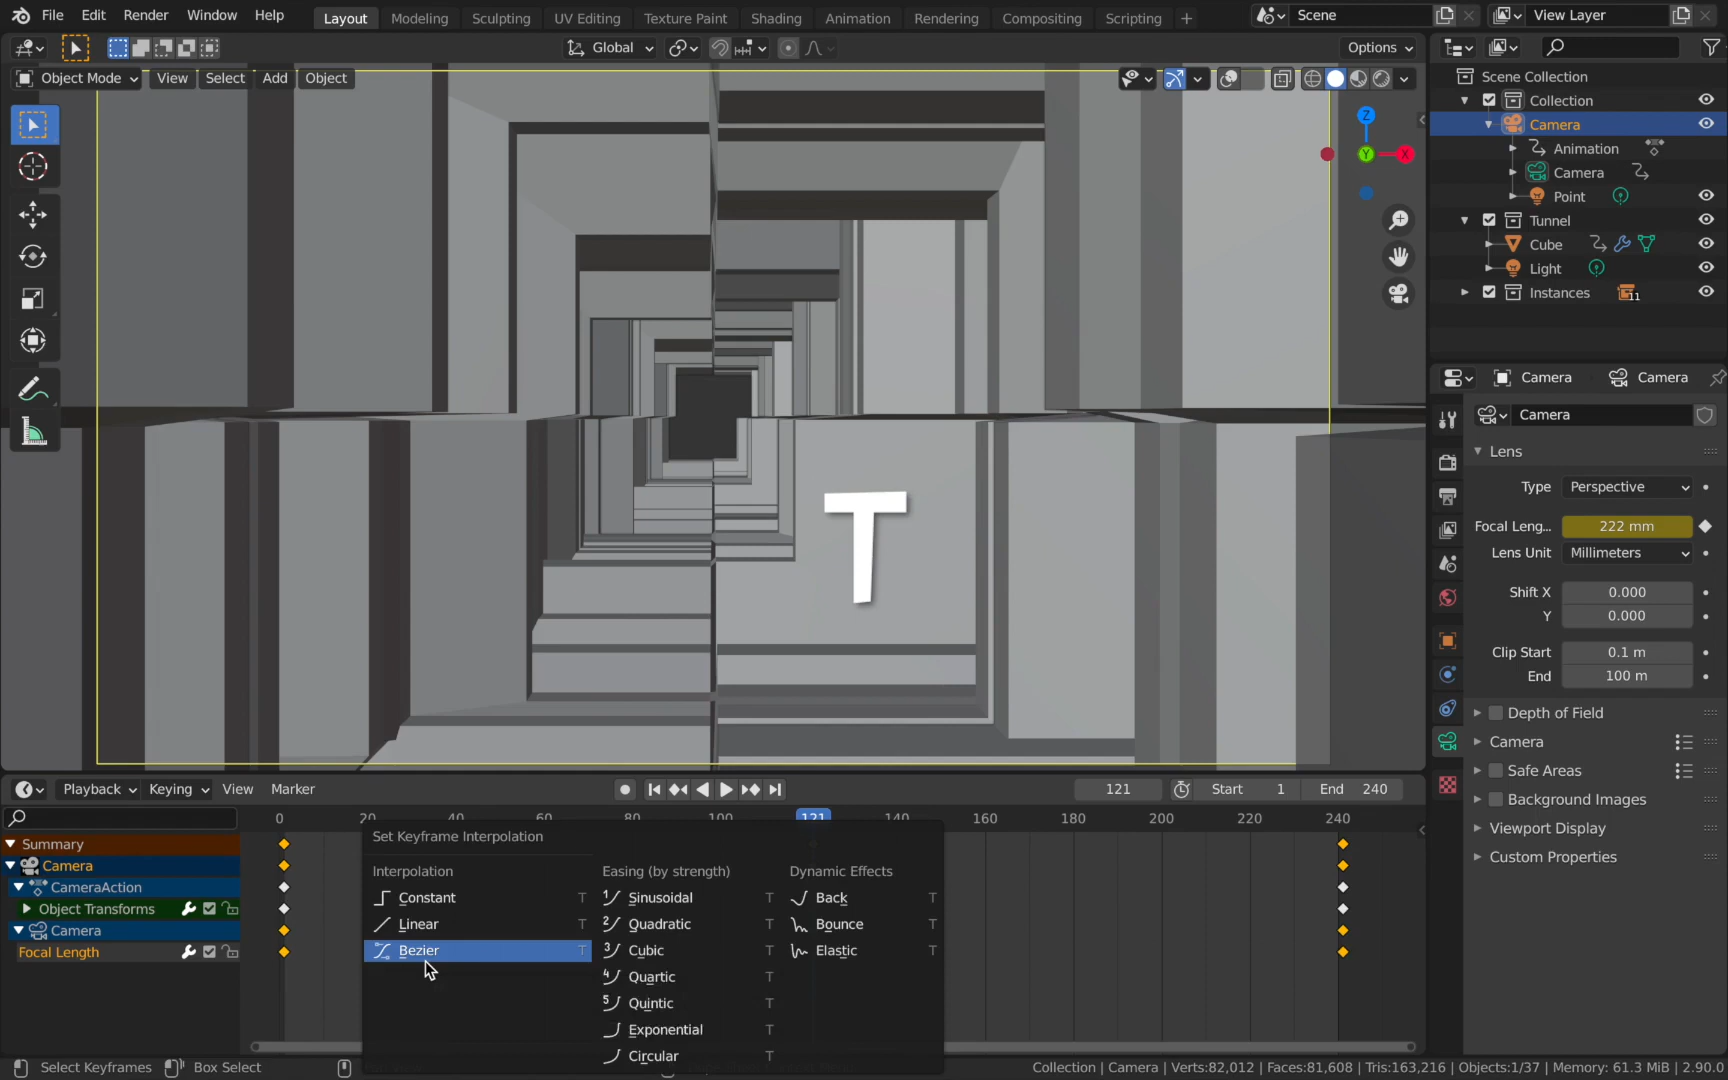 File Edit Render Window Help Layout Modeling Sculpting UV Editing Texture Paint Shading Animation Rendering Compositing Scripting + Scene View Layer
Global Options
Object Mode View Select Add Object
Z
Y
X
T
Scene Collection
Collection
Camera
Animation
Camera
Point
Tunnel
Cube
Light
Instances 11
Camera Camera
Camera
Lens
Type Perspective
Focal Leng... 222 mm
Lens Unit Millimeters
Shift X 0.000
Y 0.000
Clip Start 0.1 m
End 100 m
Depth of Field
Camera
Safe Areas
Background Images
Viewport Display
Custom Properties
Playback Keying View Marker 121 Start 1 End 240
0 20 40 60 80 100 121 140 160 180 200 220 240
Summary
Camera
CameraAction
Object Transforms
Camera
Focal Length
Set Keyframe Interpolation
Interpolation
Constant T
Linear T
Bezier T
Easing (by strength)
Sinusoidal T
Quadratic T
Cubic T
Quartic T
Quintic T
Exponential T
Circular T
Dynamic Effects
Back T
Bounce T
Elastic T
Select Keyframes Box Select Collection | Camera | Verts:82,012 | Faces:81,608 | Tris:163,216 | Objects:1/37 | Memory: 61.3 MiB | 2.90.0